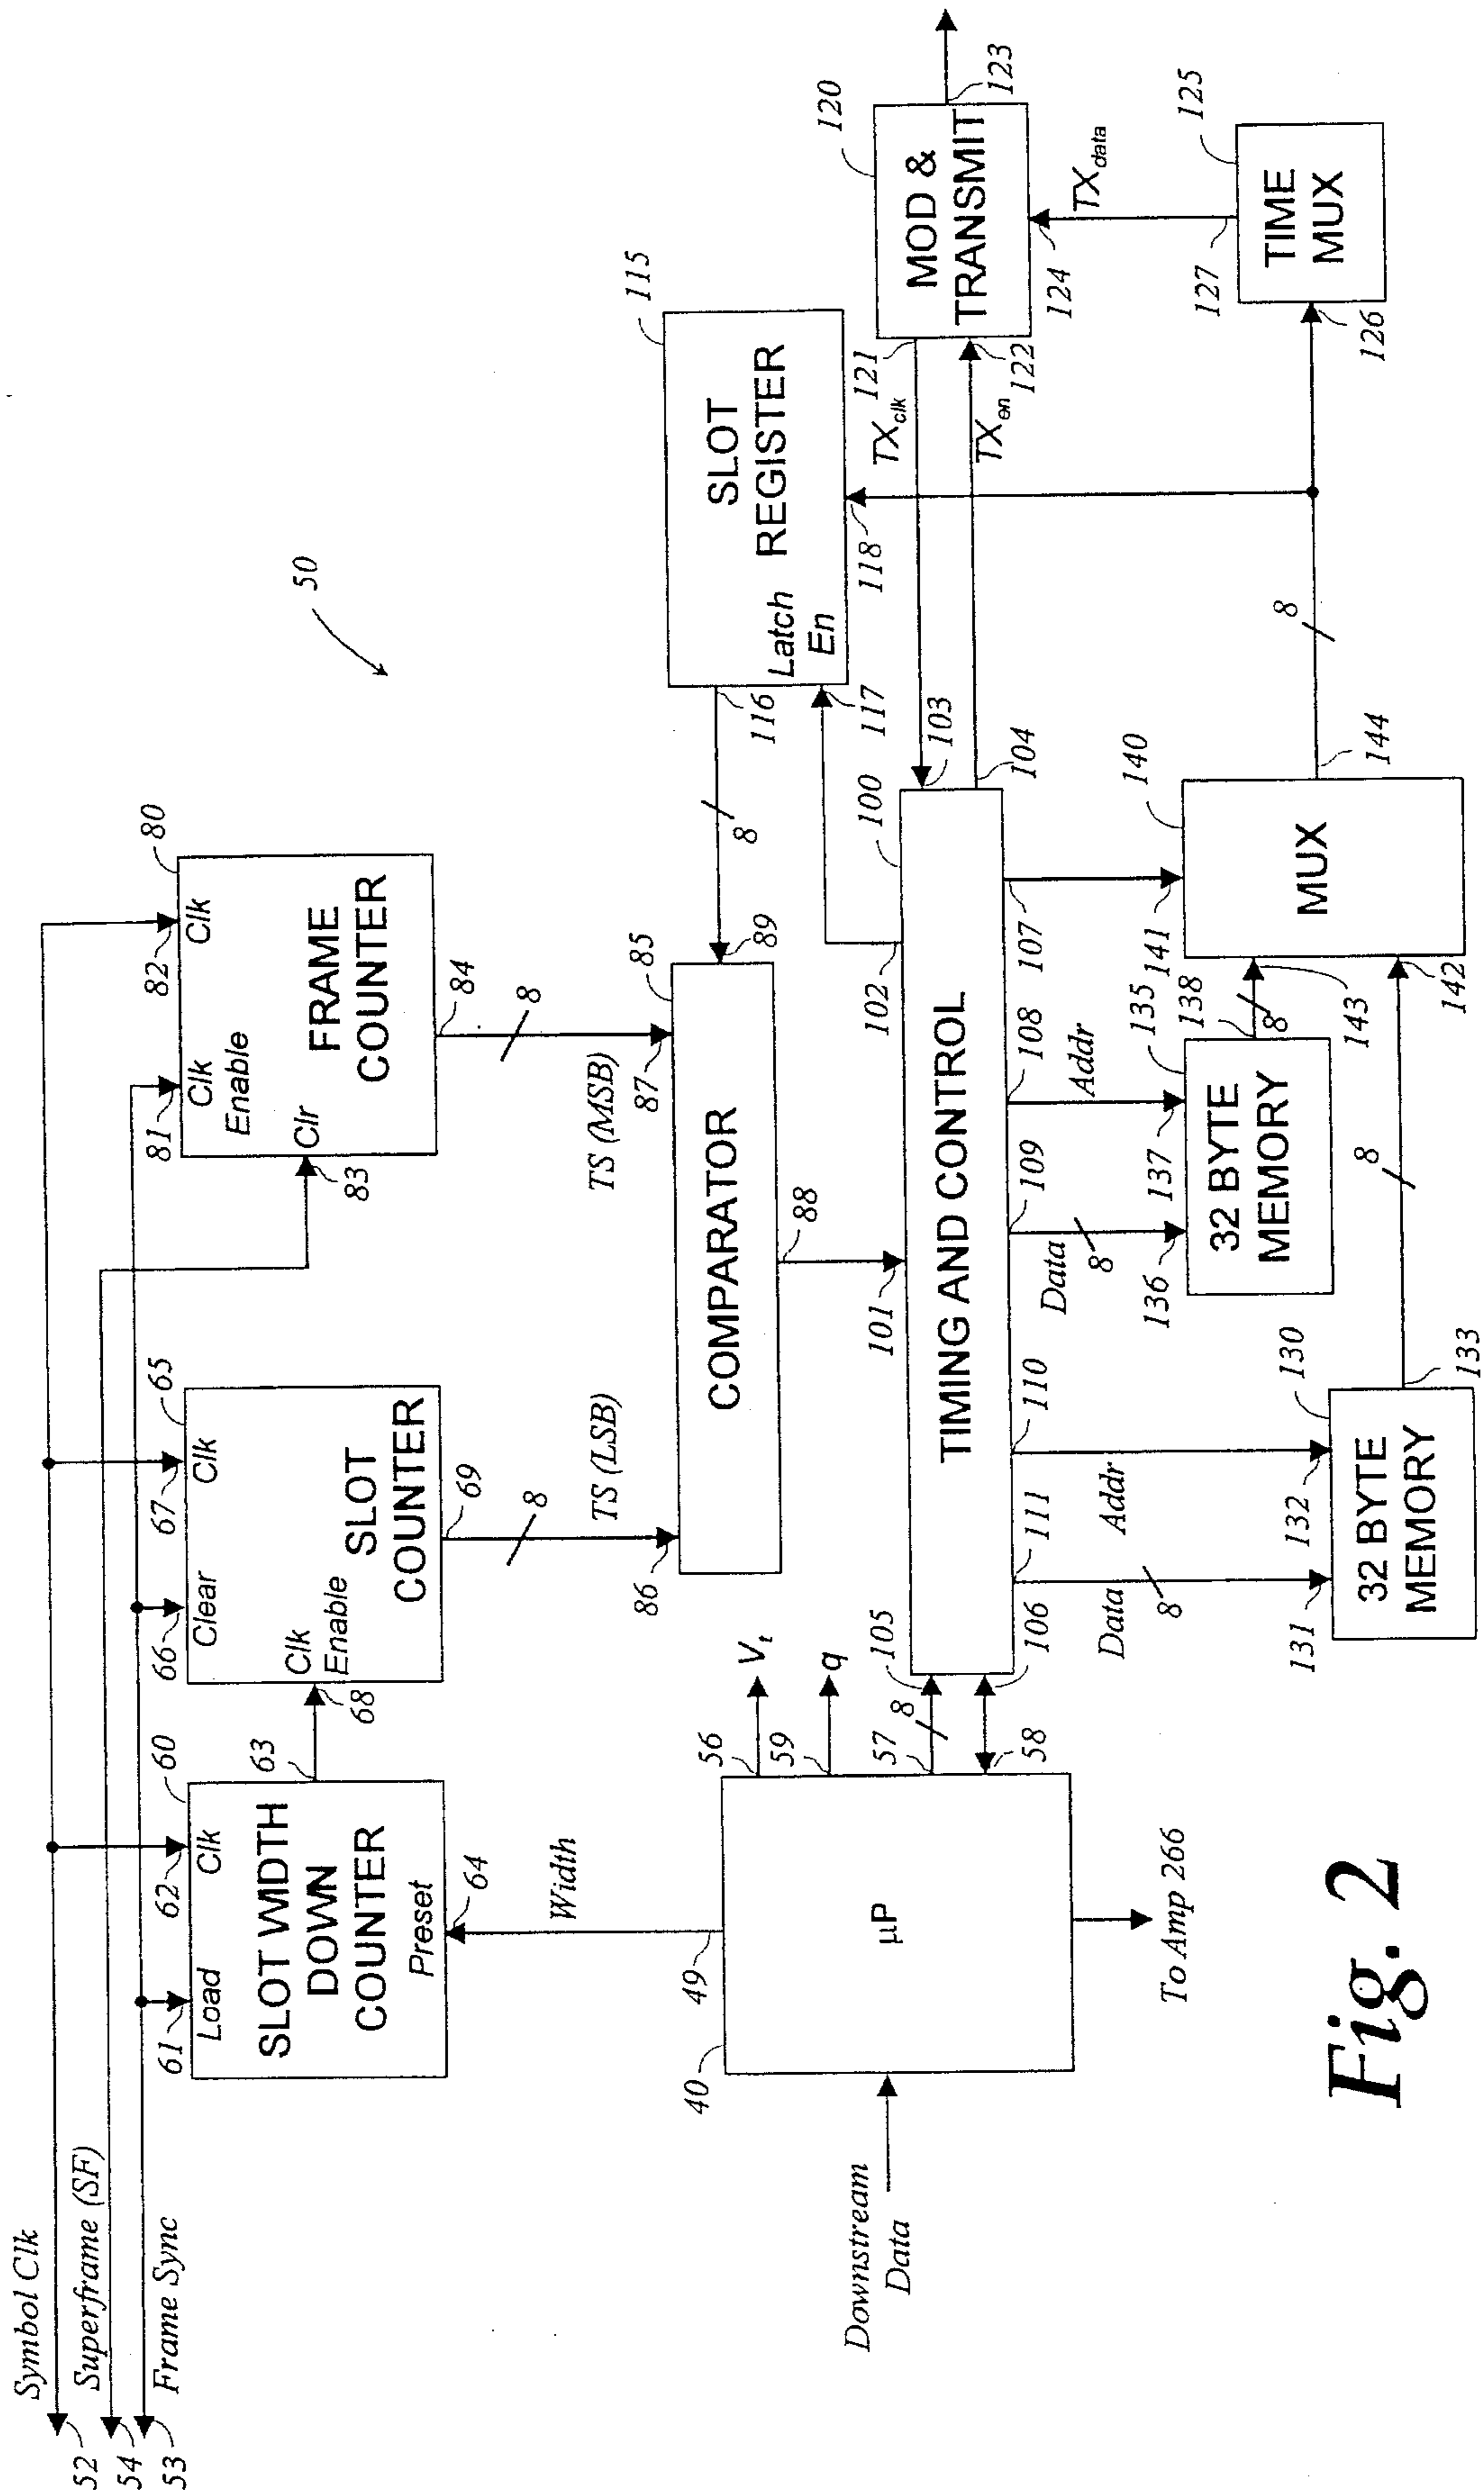 Symbol Clk
Superframe (SF)
Frame Sync
52
54
53
61
Load
62
Clk
60
SLOT WIDTH
DOWN
COUNTER
Preset
63
64
Width
49
66
Clear
67
Clk
65
Clk
Enable
68
SLOT
COUNTER
69
8
TS (LSB)
86
81
Clk
Enable
82
Clk
80
Clr
83
FRAME
COUNTER
84
8
TS (MSB)
87
50
85
COMPARATOR
88
89
8
116
115
SLOT
REGISTER
Latch
En
117
118
40
µP
Downstream
Data
To Amp 266
56
V t
59
q
57
8
105
58
106
101
102
100
TIMING AND CONTROL
103
104
TX clk
TX en
121
122
120
MOD &
TRANSMIT
123
124
TX data
127
125
TIME
MUX
126
111
110
109
108
107
Data
8
131
Addr
132
130
32 BYTE
MEMORY
133
8
Data
8
136
Addr
137
135
138
32 BYTE
MEMORY
8
143
142
141
140
MUX
144
8
Fig. 2